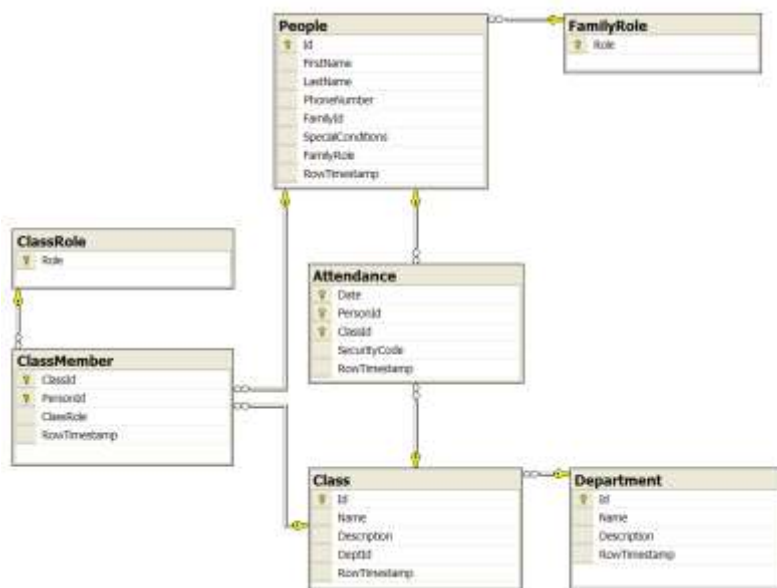 People
Id
FirstName
LastName
PhoneNumber
FamilyId
SpecialConditions
FamilyRole
RowTimestamp
FamilyRole
Role
ClassRole
Role
Attendance
Date
PersonId
ClassId
SecurityCode
RowTimestamp
ClassMember
ClassId
PersonId
ClassRole
RowTimestamp
Class
Id
Name
Description
DeptId
RowTimestamp
Department
Id
Name
Description
RowTimestamp